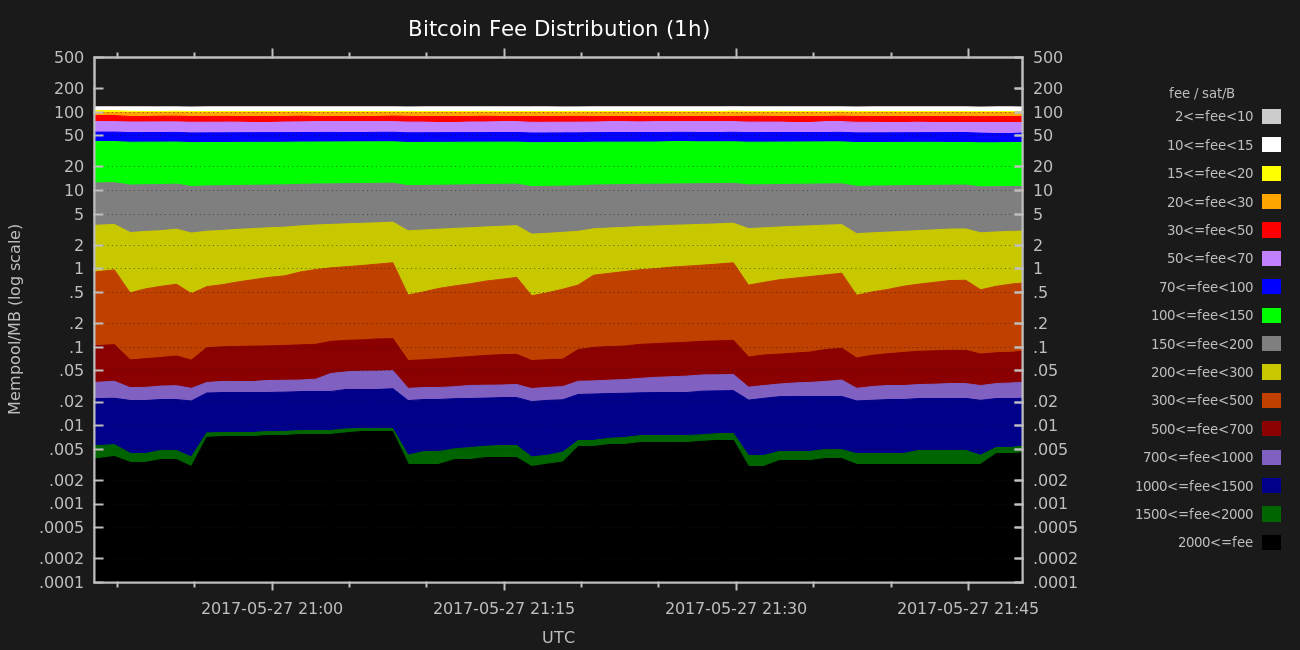 Bitcoin Fee Distribution (1h)
500
200
100
50
20
10
5
2
1
.5
.2
.1
.05
.02
.01
.005
.002
.001
.0005
.0002
.0001
Mempool/MB (log scale)
500
200
100
50
20
10
5
2
1
.5
.2
.1
.05
.02
.01
.005
.002
.001
.0005
.0002
.0001
2017-05-27 21:00
2017-05-27 21:15
2017-05-27 21:30
2017-05-27 21:45
UTC
fee / sat/B
2<=fee<10
10<=fee<15
15<=fee<20
20<=fee<30
30<=fee<50
50<=fee<70
70<=fee<100
100<=fee<150
150<=fee<200
200<=fee<300
300<=fee<500
500<=fee<700
700<=fee<1000
1000<=fee<1500
1500<=fee<2000
2000<=fee